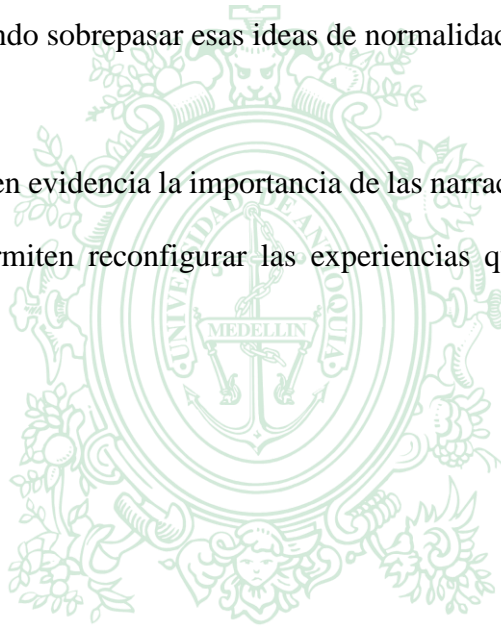 ndo sobrepasar esas ideas de normalidad
en evidencia la importancia de las narrac
rmiten reconfigurar las experiencias q
UNIVERSIDAD DE ANTIOQUIA
MEDELLIN